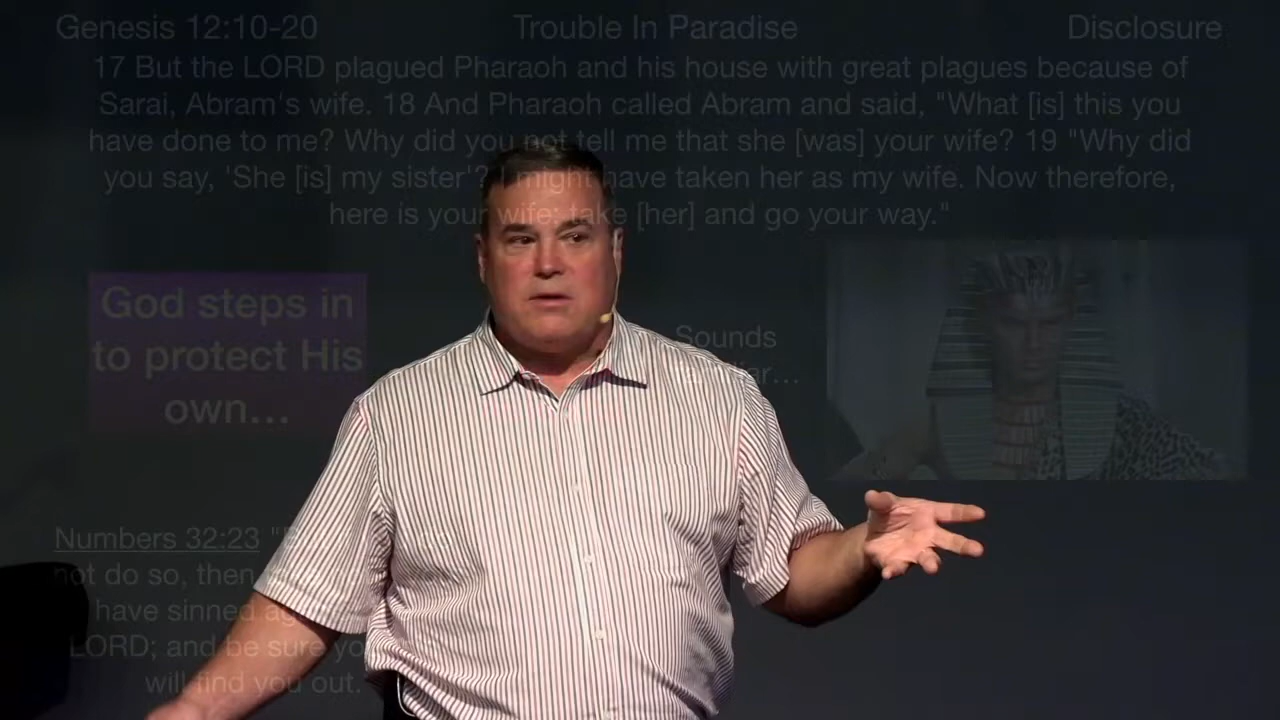 Genesis 12:10-20
Trouble In Paradise
Disclosure
17 But the LORD plagued Pharaoh and his house with great plagues because of
Sarai, Abram's wife. 18 And Pharaoh called Abram and said, "What [is] this you
have done to me? Why did you not tell me that she [was] your wife? 19 "Why did
you say, 'She [is] my sister'? have taken her as my wife. Now therefore,
here is your wife; take [her] and go your way."
God steps in
to protect His
own...
Sounds
Numbers 32:23 "
not do so, then
have sinned
LORD; and be sure
will find you out.